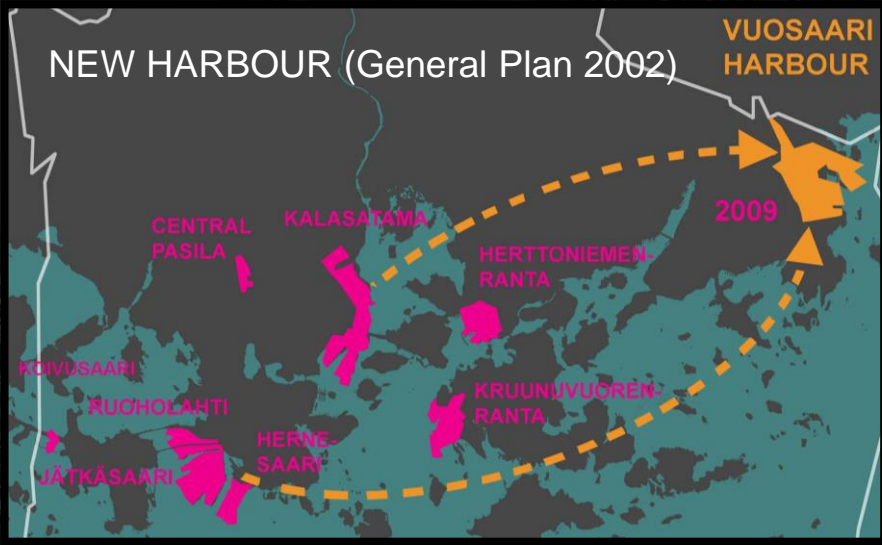 NEW HARBOUR (General Plan 2002)
VUOSAARI
HARBOUR
2009
CENTRAL
PASILA
KALASATAMA
HERTTONIEMEN-
RANTA
KOIVUSAARI
RUOHOLAHTI
JÄTKÄSAARI
HERNE-
SAARI
KRUUNUVUOREN-
RANTA